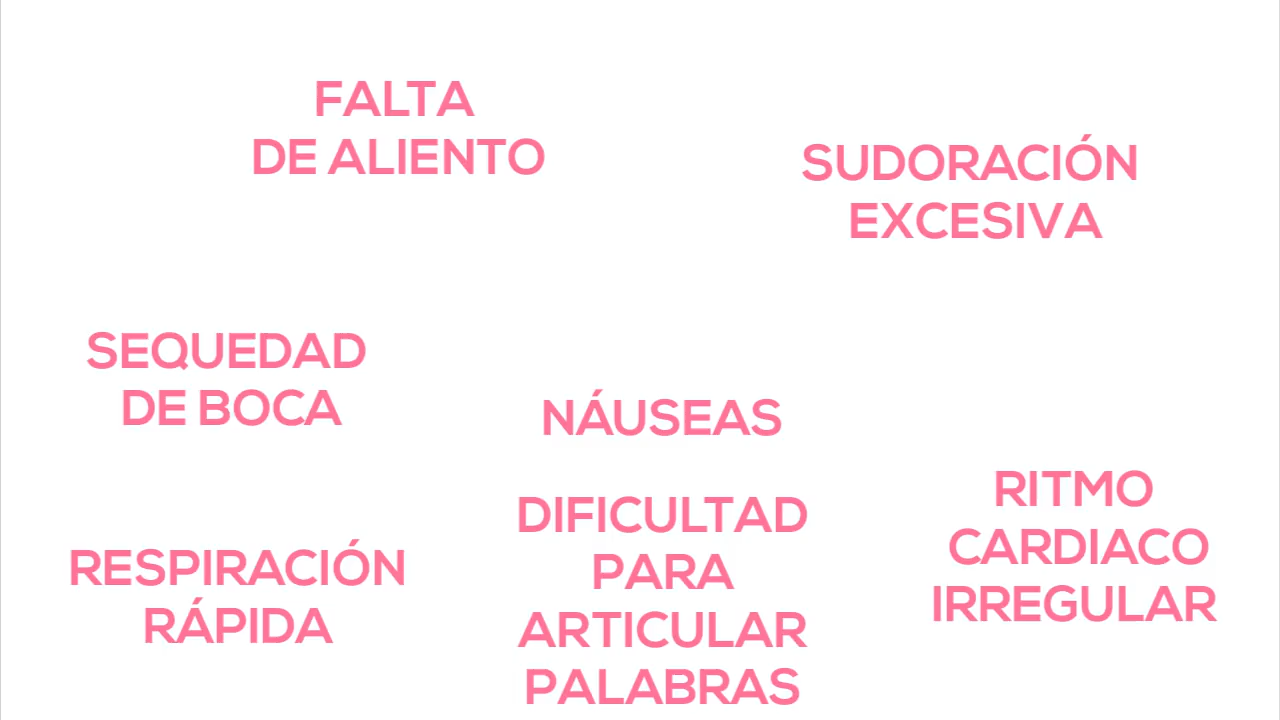 FALTA
DE ALIENTO
SUDORACIÓN
EXCESIVA
SEQUEDAD
DE BOCA
NÁUSEAS
RITMO
CARDIACO
IRREGULAR
RESPIRACIÓN
RÁPIDA
DIFICULTAD
PARA
ARTICULAR
PALABRAS